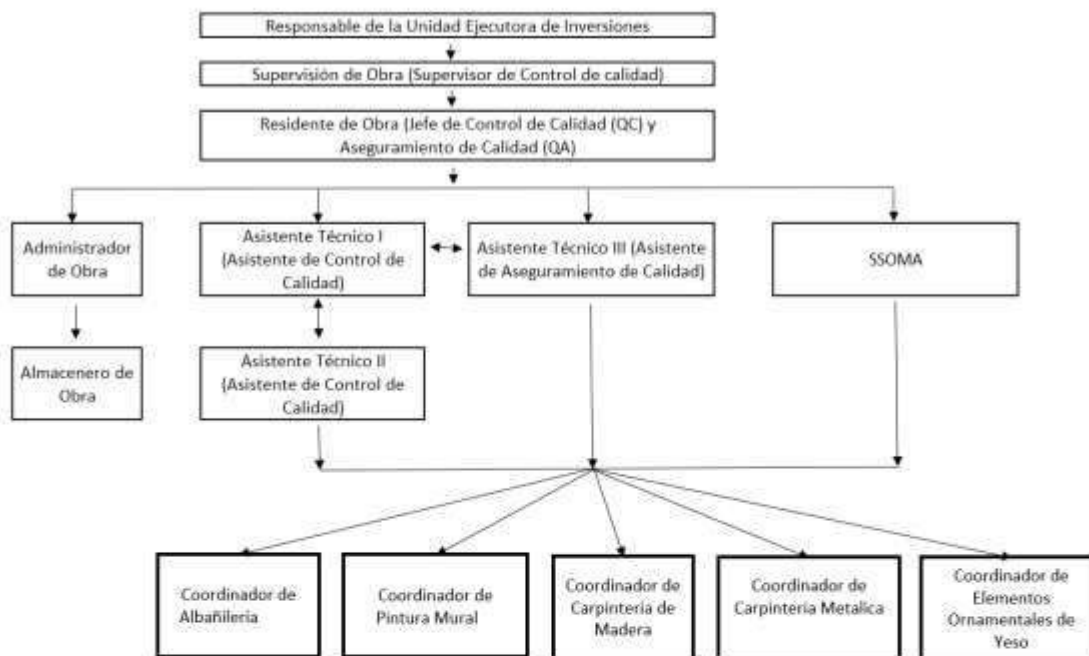 Responsable de la Unidad Ejecutora de Inversiones
Supervisión de Obra (Supervisor de Control de calidad)
Residente de Obra (Jefe de Control de Calidad (QC) y
Aseguramiento de Calidad (QA)
Administrador
de Obra
Asistente Técnico I
(Asistente de Control de
Calidad)
Asistente Técnico III (Asistente
de Aseguramiento de Calidad)
SSOMA
Almacenero de
Obra
Asistente Técnico II
(Asistente de Control de
Calidad)
Coordinador de
Albañilería
Coordinador de
Pintura Mural
Coordinador de
Carpintería de
Madera
Coordinador de
Carpintería Metalica
Coordinador de
Elementos
Ornamentales de
Yeso